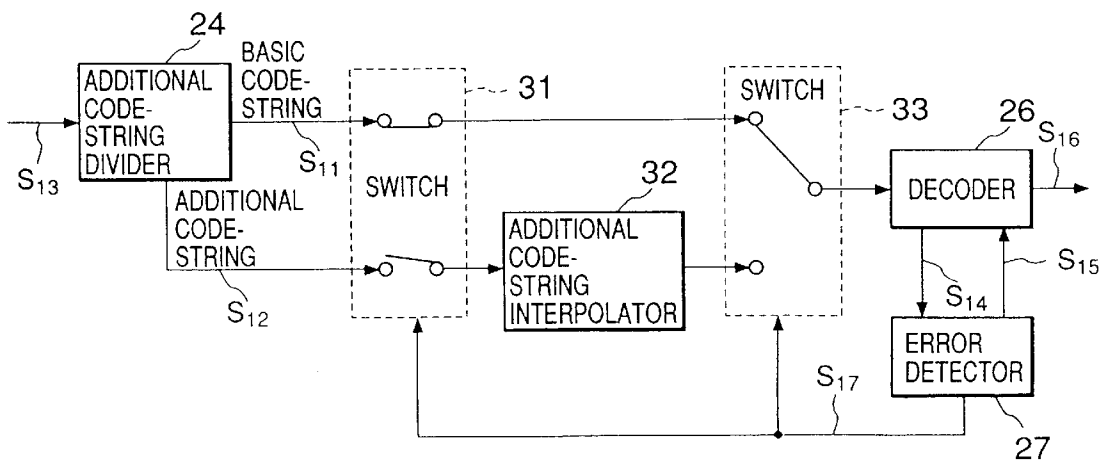 24
ADDITIONAL
CODE-
STRING
DIVIDER
S13
BASIC
CODE-
STRING
S11
ADDITIONAL
CODE-
STRING
S12
31
SWITCH
32
ADDITIONAL
CODE-
STRING
INTERPOLATOR
SWITCH
33
26
DECODER
S16
S14
S15
ERROR
DETECTOR
27
S17